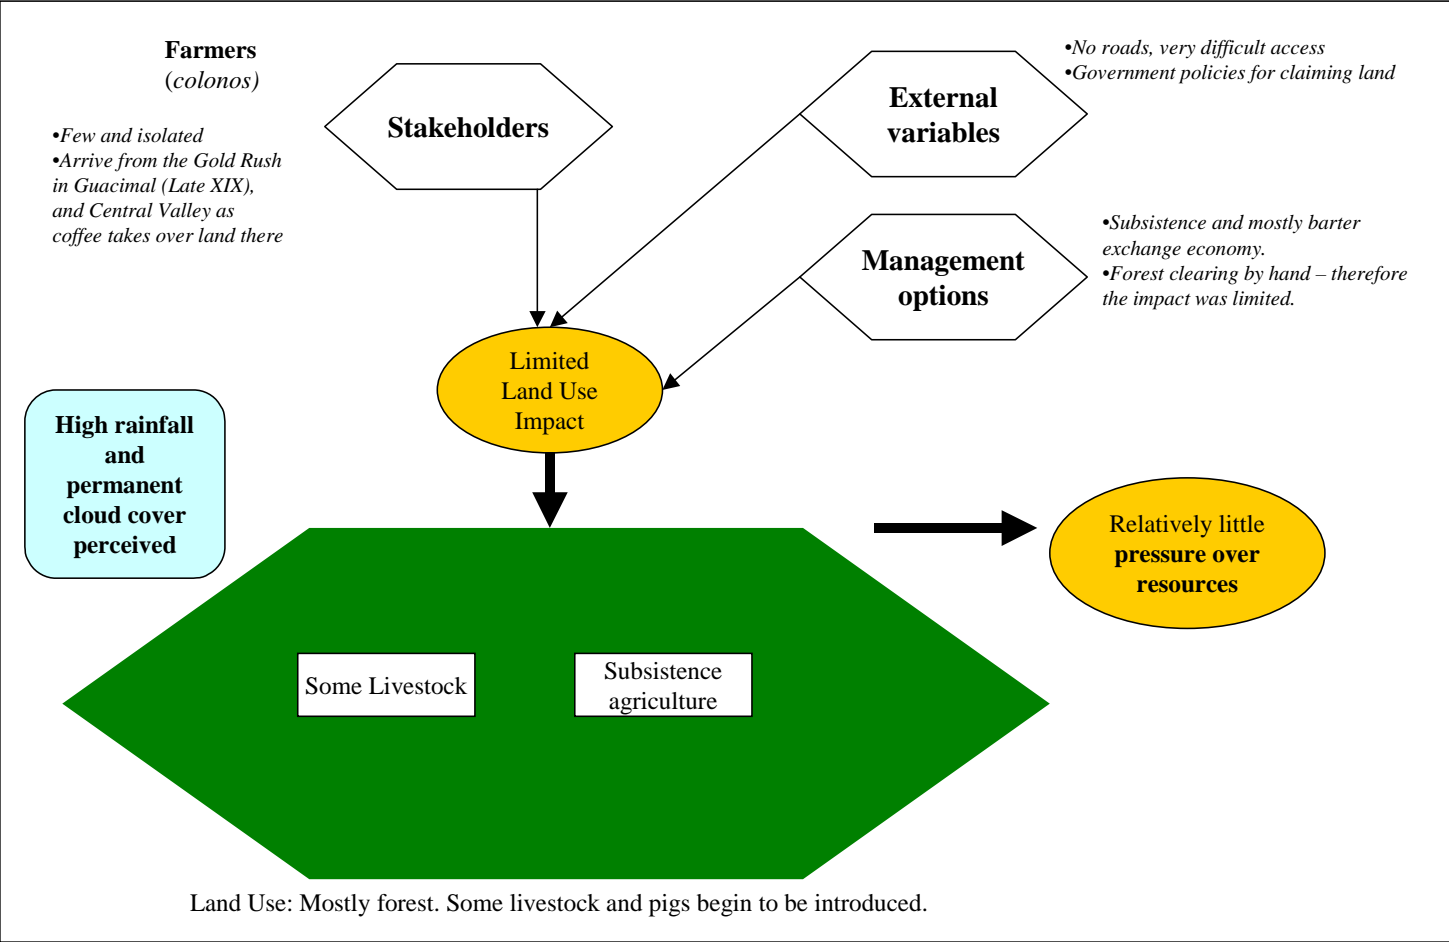 Farmers
(colonos)
•Few and isolated
•Arrive from the Gold Rush
in Guacimal (Late XIX),
and Central Valley as
coffee takes over land there
Stakeholders
External
variables
•No roads, very difficult access
•Government policies for claiming land
Management
options
•Subsistence and mostly barter
exchange economy.
•Forest clearing by hand – therefore
the impact was limited.
Limited
Land Use
Impact
High rainfall
and
permanent
cloud cover
perceived
Relatively little
pressure over
resources
Some Livestock
Subsistence
agriculture
Land Use: Mostly forest. Some livestock and pigs begin to be introduced.